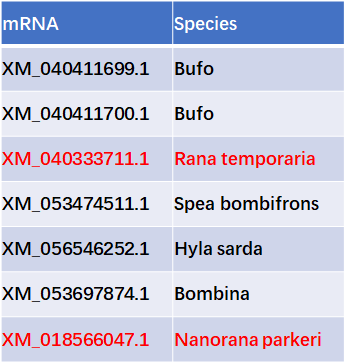 mRNA Species
XM_040411699.1 Bufo
XM_040411700.1 Bufo
XM_040333711.1 Rana temporaria
XM_053474511.1 Spea bombifrons
XM_056546252.1 Hyla sarda
XM_053697874.1 Bombina
XM_018566047.1 Nanorana parkeri